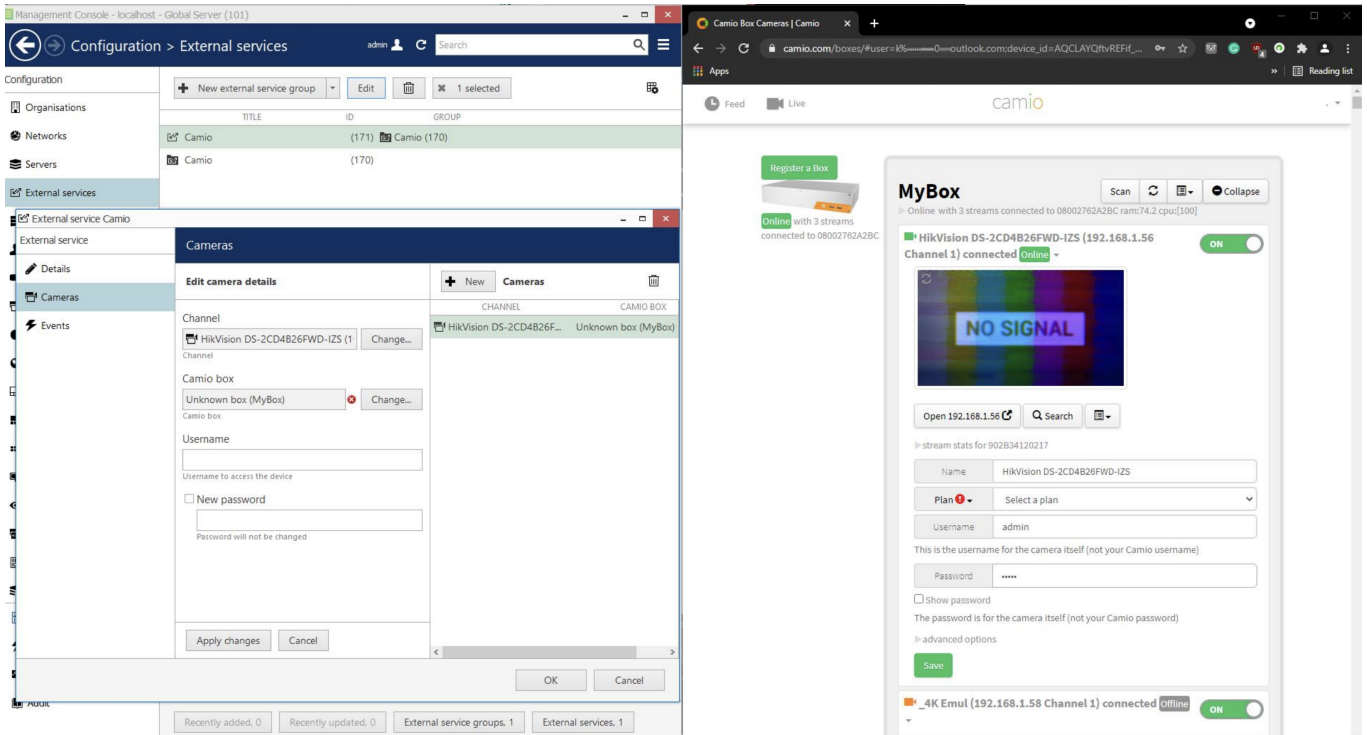 Management Console - localhost - Global Server (101)
Configuration > External services
admin
Search
Configuration
Organisations
Networks
Servers
External services
Audit
New external service group
Edit
1 selected
TITLE ID GROUP
Camio (171) Camio (170)
Camio (170)
External service Camio
External service
Details
Cameras
Events
Cameras
Edit camera details
Channel
HikVision DS-2CD4B26FWD-IZS (1
Change...
Channel
Camio box
Unknown box (MyBox)
Change...
Camio box
Username
Username to access the device
New password
Password will not be changed
Apply changes
Cancel
New
Cameras
CHANNEL CAMIO BOX
HikVision DS-2CD4B26F... Unknown box (MyBox)
OK
Cancel
Recently added, 0
Recently updated, 0
External service groups, 1
External services, 1
Camio Box Cameras | Camio
Apps
Reading list
Feed
Live
camio
Register a Box
Online with 3 streams
connected to 08002762A2BC
MyBox
Scan
Collapse
Online with 3 streams connected to 08002762A2BC ram:74.2 cpu:[100]
HikVision DS-2CD4B26FWD-IZS (192.168.1.56
Channel 1) connected Online
ON
NO SIGNAL
Open 192.168.1.56
Search
stream stats for 902B34120217
Name
HikVision DS-2CD4B26FWD-IZS
Plan
Select a plan
Username
admin
This is the username for the camera itself (not your Camio username)
Password
•••••
Show password
The password is for the camera itself (not your Camio password)
advanced options
Save
_4K Emul (192.168.1.58 Channel 1) connected Offline
ON